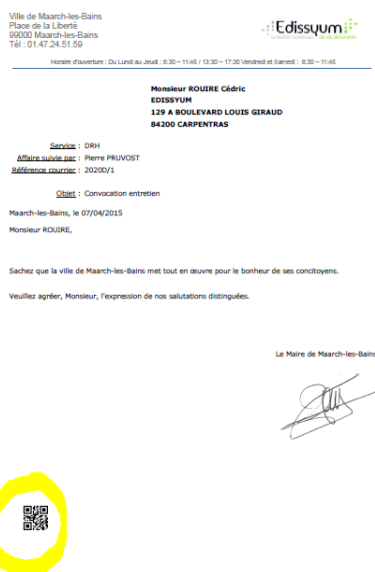 Ville de Maarch-les-Bains
Place de la Liberté
99000 Maarch-les-Bains
Tél : 01.47.24.51.59
Edissyum
Horaire d'ouverture : Du Lundi au Jeudi : 8:30 – 11:45 / 13:30 – 17:30 Vendredi et Samedi : 8:30 – 11:45
Monsieur ROUIRE Cédric
EDISSYUM
129 A BOULEVARD LOUIS GIRAUD
84200 CARPENTRAS
Service : DRH
Affaire suivie par : Pierre PRUVOST
Référence courrier : 2020D/1
Objet : Convocation entretien
Maarch-les-Bains, le 07/04/2015
Monsieur ROUIRE,
Sachez que la ville de Maarch-les-Bains met tout en œuvre pour le bonheur de ses concitoyens.
Veuillez agréer, Monsieur, l'expression de nos salutations distinguées.
Le Maire de Maarch-les-Bains